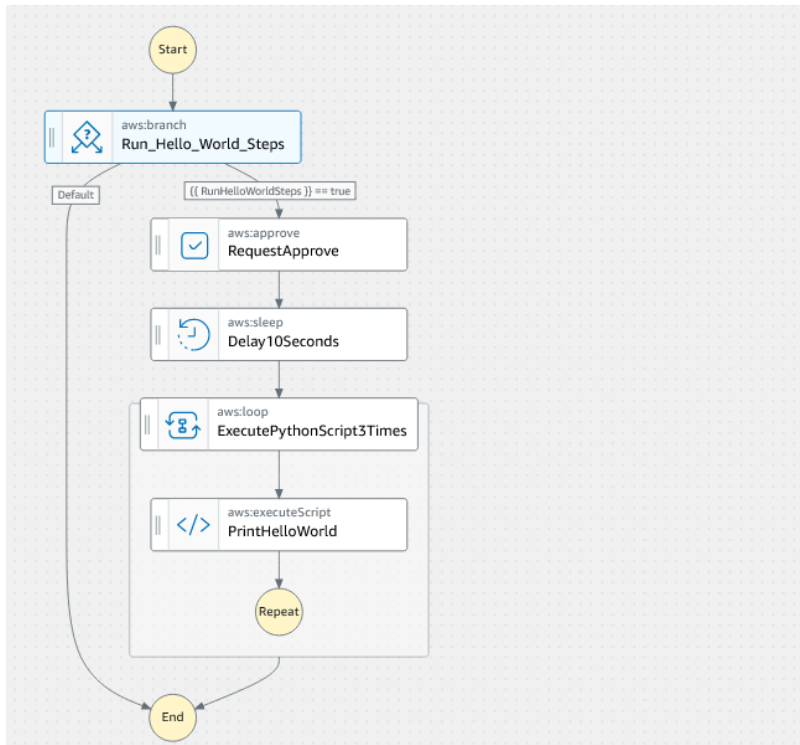 Start
aws:branch
Run_Hello_World_Steps
Default
{{ RunHelloWorldSteps }} == true
aws:approve
RequestApprove
aws:sleep
Delay10Seconds
aws:loop
ExecutePythonScript3Times
aws:executeScript
PrintHelloWorld
Repeat
End